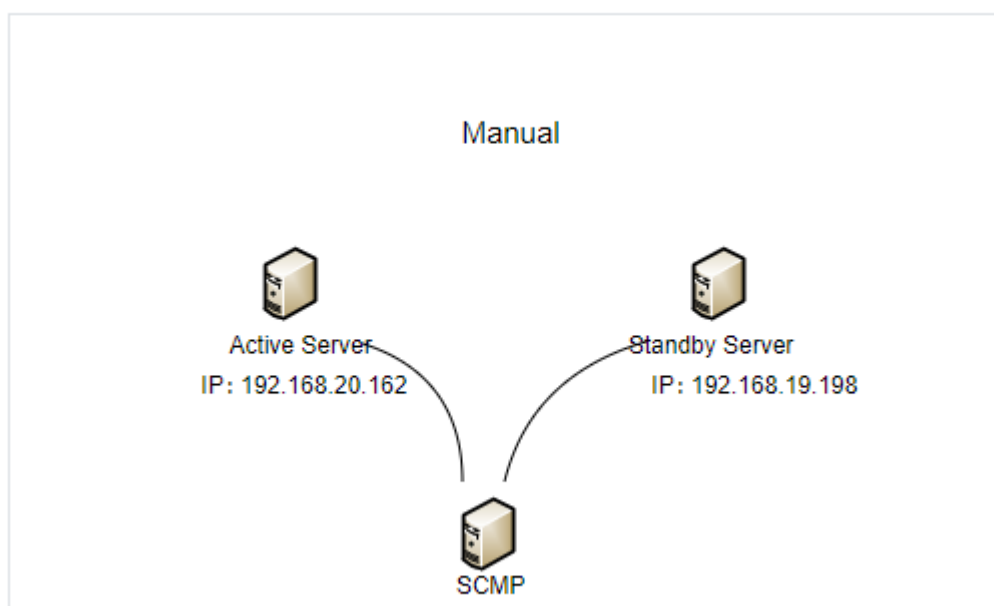 Manual
Active Server
Standby Server
IP: 192.168.20.162
IP: 192.168.19.198
SCMP